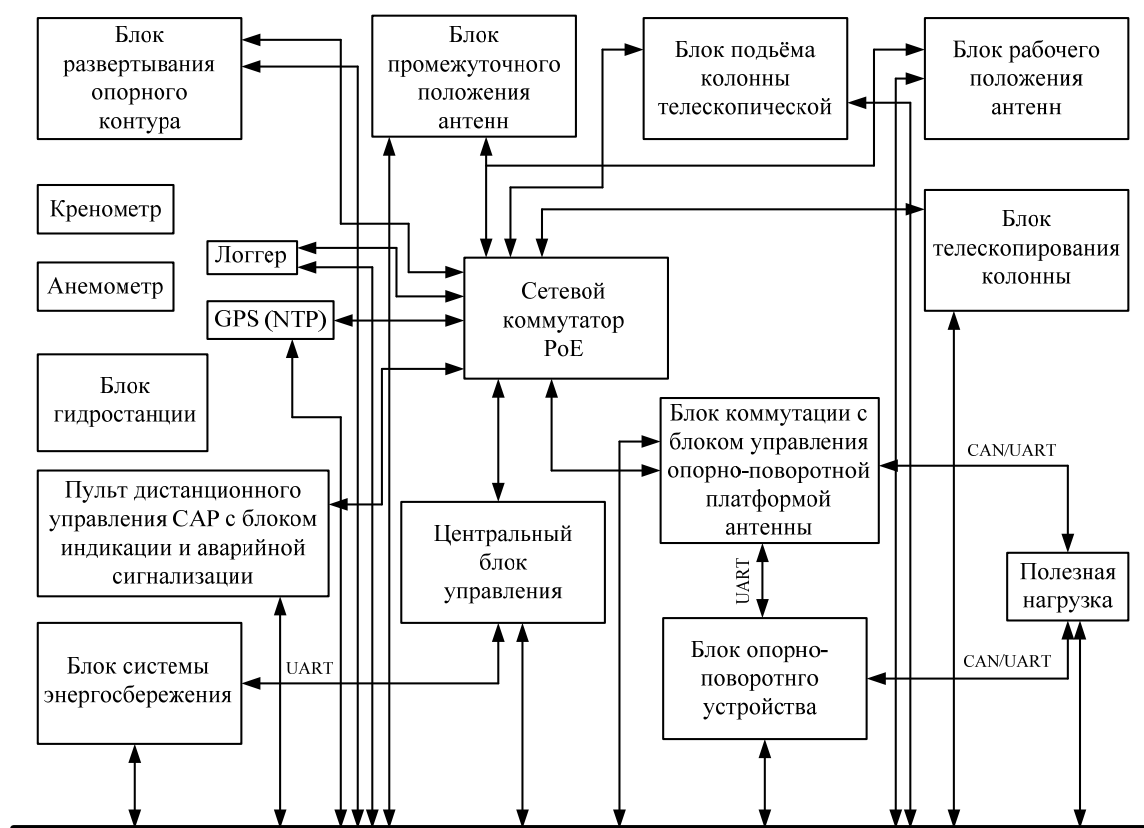 Блок
развертывания
опорного
контура
Блок
промежуточного
положения
антенн
Блок подьёма
колонны
телескопической
Блок рабочего
положения
антенн
Кренометр
Логгер
Анемометр
GPS (NTP)
Сетевой
коммутатор
PoE
Блок
телескопирования
колонны
Блок
гидростанции
Блок коммутации с
блоком управления
опорно-поворотной
платформой
антенны
CAN/UART
Пульт дистанционного
управления САР с блоком
индикации и аварийной
сигнализации
Центральный
блок
управления
UART
Полезная
нагрузка
Блок системы
энергосбережения
UART
Блок опорно-
поворотнго
устройства
CAN/UART